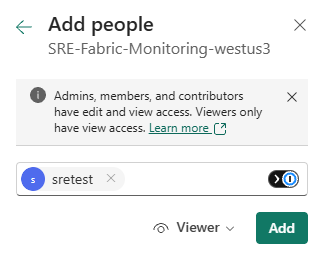 Add people
SRE-Fabric-Monitoring-westus3
Admins, members, and contributors
have edit and view access. Viewers only
have view access. Learn more
s sretest
Viewer
Add